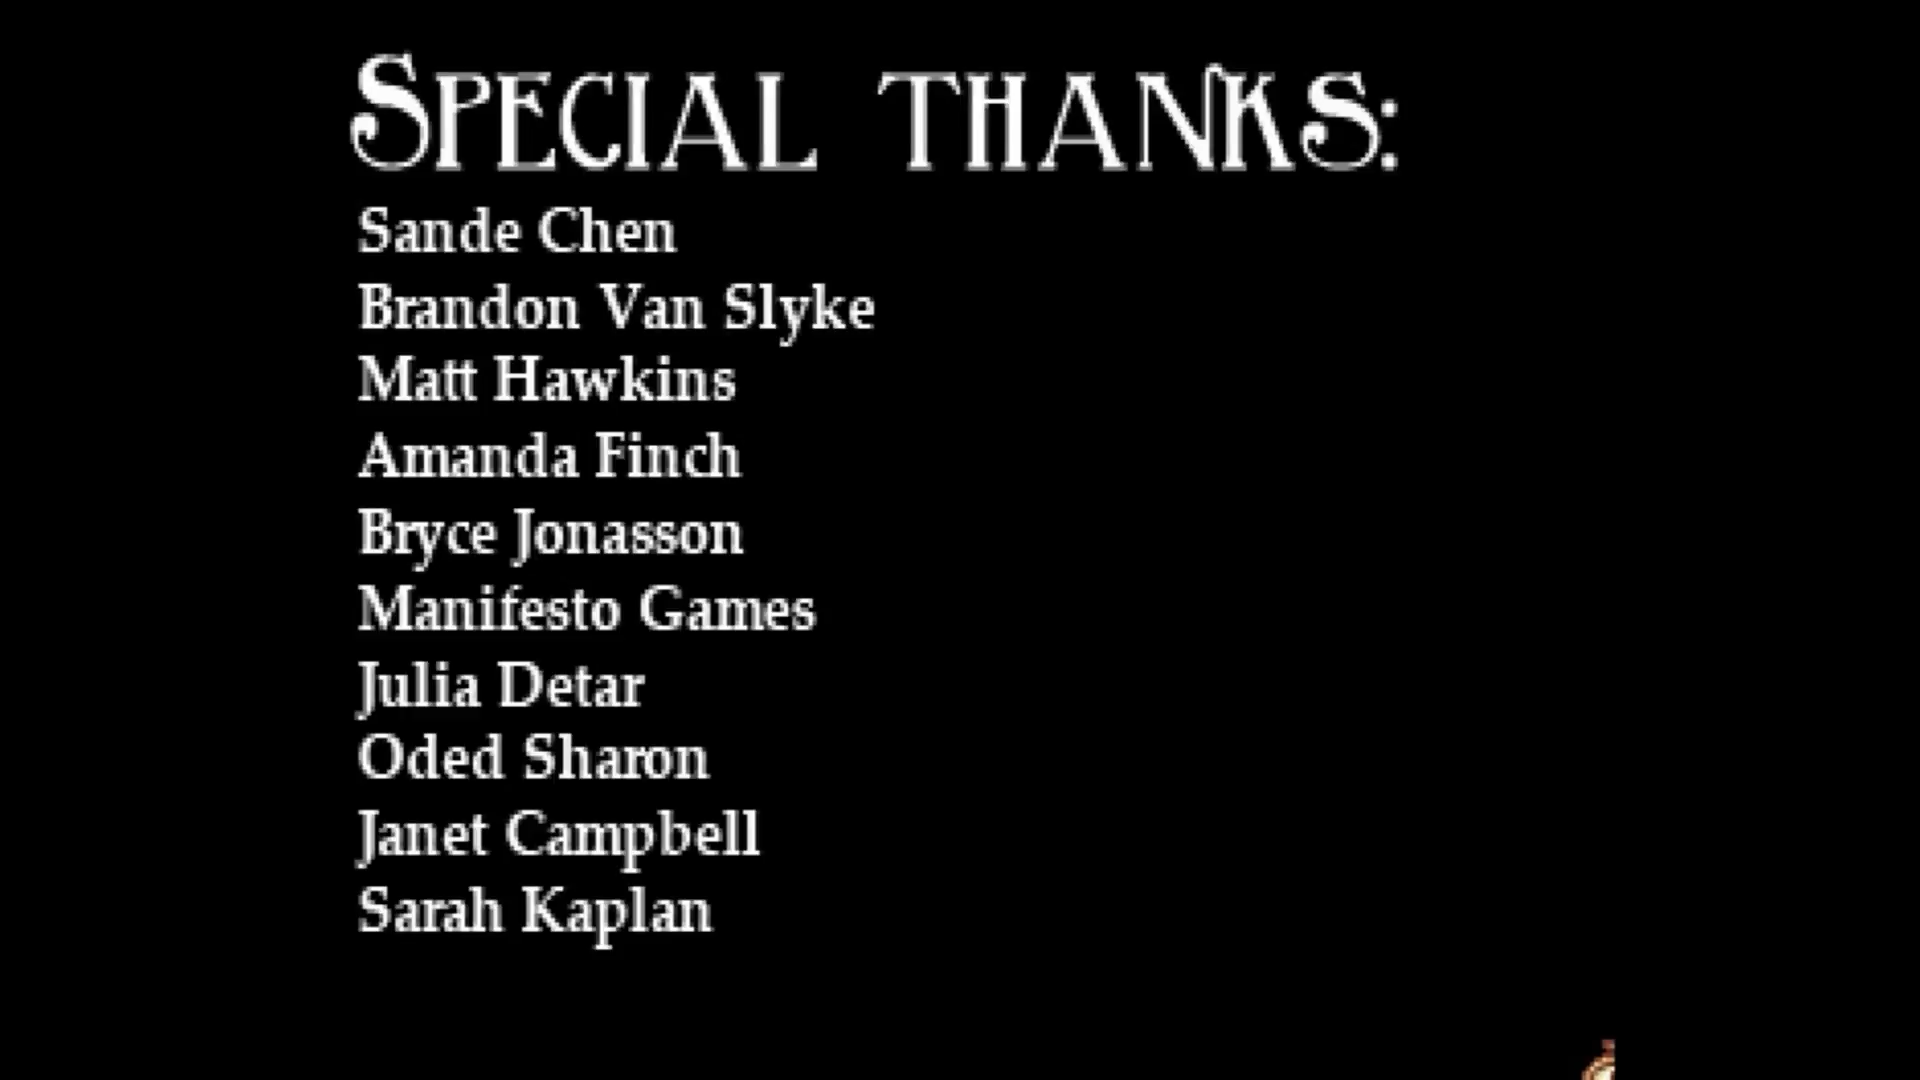 Special thanks:
Sande Chen
Brandon Van Slyke
Matt Hawkins
Amanda Finch
Bryce Jonasson
Manifesto Games
Julia Detar
Oded Sharon
Janet Campbell
Sarah Kaplan